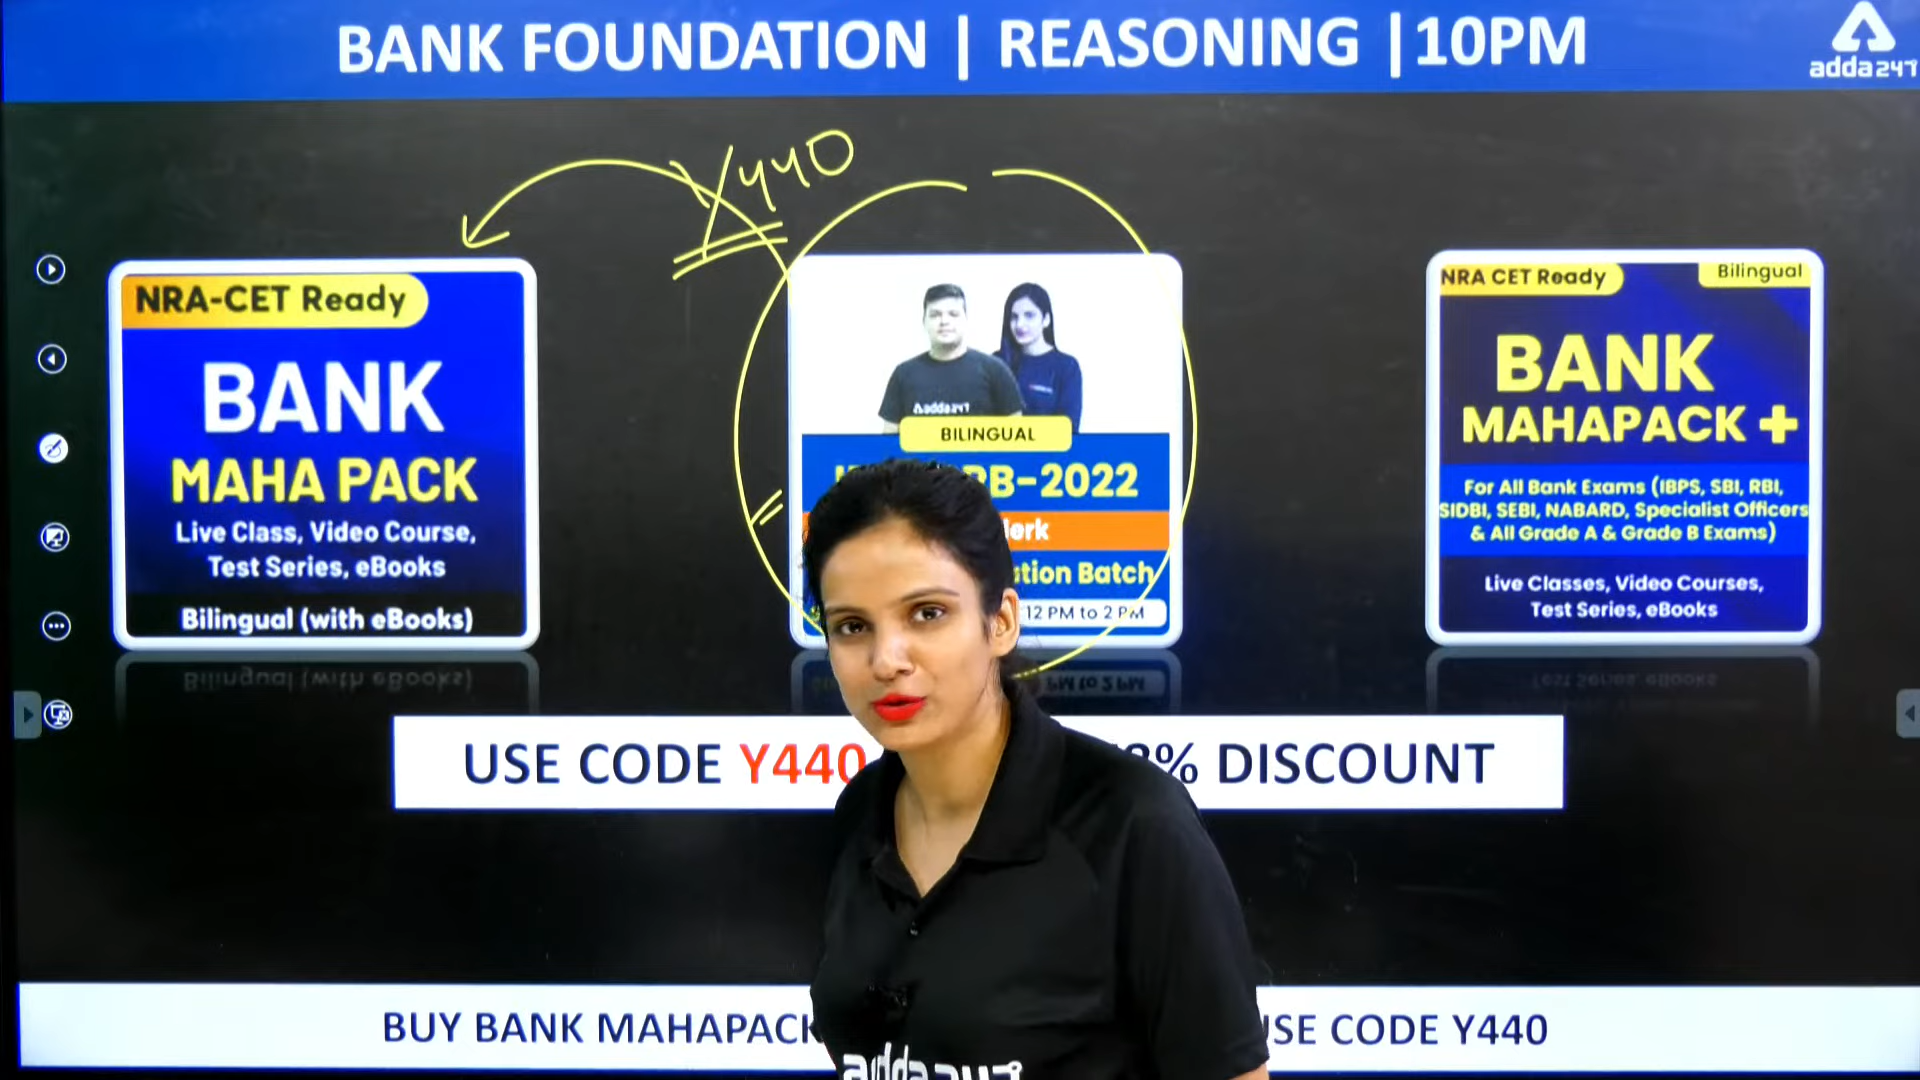 BANK FOUNDATION | REASONING |10PM
adda247
Y440
NRA-CET Ready
BANK
MAHA PACK
Live Class, Video Course,
Test Series, eBooks
Bilingual (with eBooks)
adda247
BILINGUAL
RB-2022
Batch
12 PM to 2 PM
NRA CET Ready
Bilingual
BANK
MAHAPACK +
For All Bank Exams (IBPS, SBI, RBI,
SIDBI, SEBI, NABARD, Specialist Officers
& All Grade A & Grade B Exams)
Live Classes, Video Courses,
Test Series, eBooks
USE CODE Y440
% DISCOUNT
BUY BANK MAHAPACK
USE CODE Y440
adda247